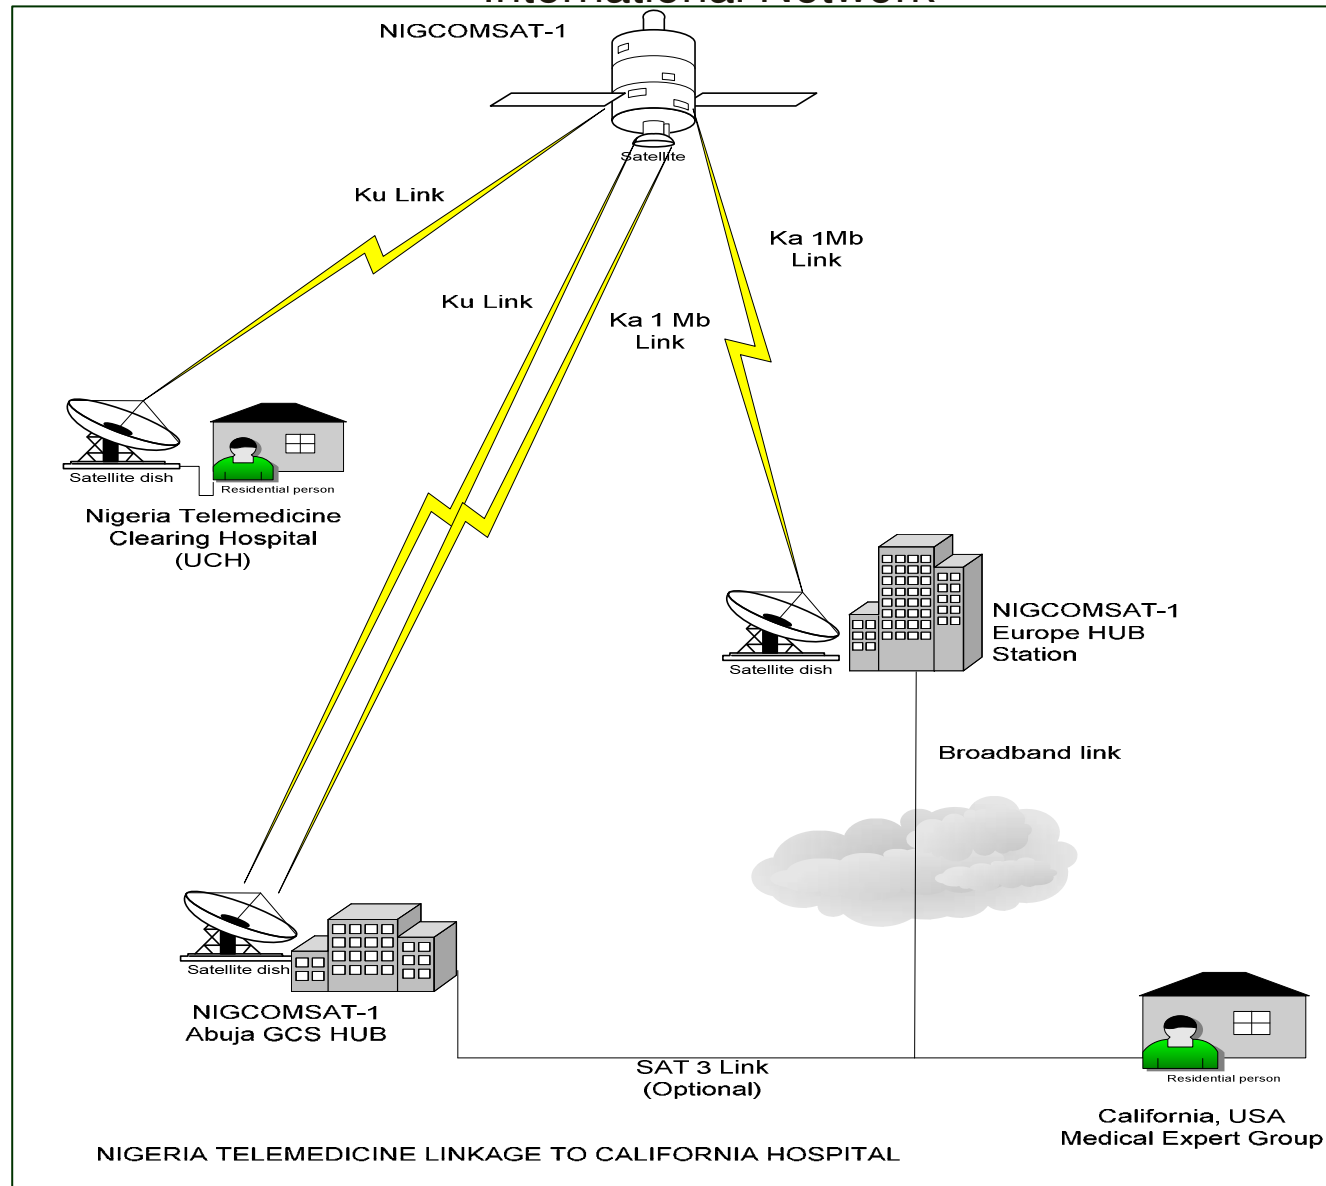 International Network
NIGCOMSAT-1
Satellite
Ku Link
Ka 1Mb
Link
Ku Link
Ka 1 Mb
Link
Satellite dish
Residential person
Nigeria Telemedicine
Clearing Hospital
(UCH)
NIGCOMSAT-1
Europe HUB
Station
Satellite dish
Broadband link
Satellite dish
NIGCOMSAT-1
Abuja GCS HUB
SAT 3 Link
(Optional)
Residential person
California, USA
Medical Expert Group
NIGERIA TELEMEDICINE LINKAGE TO CALIFORNIA HOSPITAL